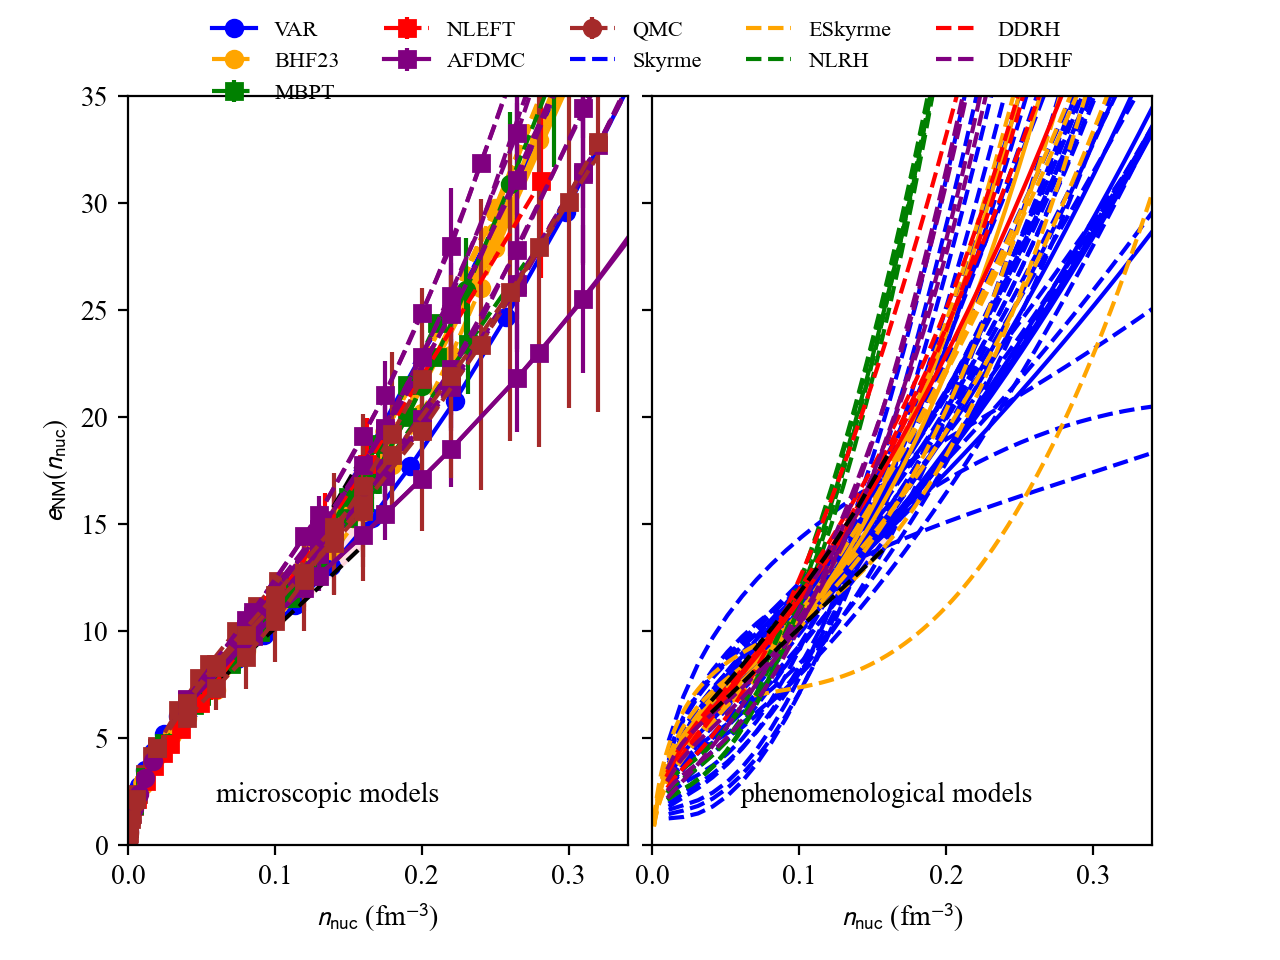 VAR NLEFT QMC ESkyrme DDRH
BHF23 AFDMC Skyrme NLRH DDRHF
MBPT
35
30
25
20
15
10
5
0
e_NM(n_nuc)
microscopic models
phenomenological models
0.0 0.1 0.2 0.3
0.0 0.1 0.2 0.3
n_nuc (fm⁻³)
n_nuc (fm⁻³)